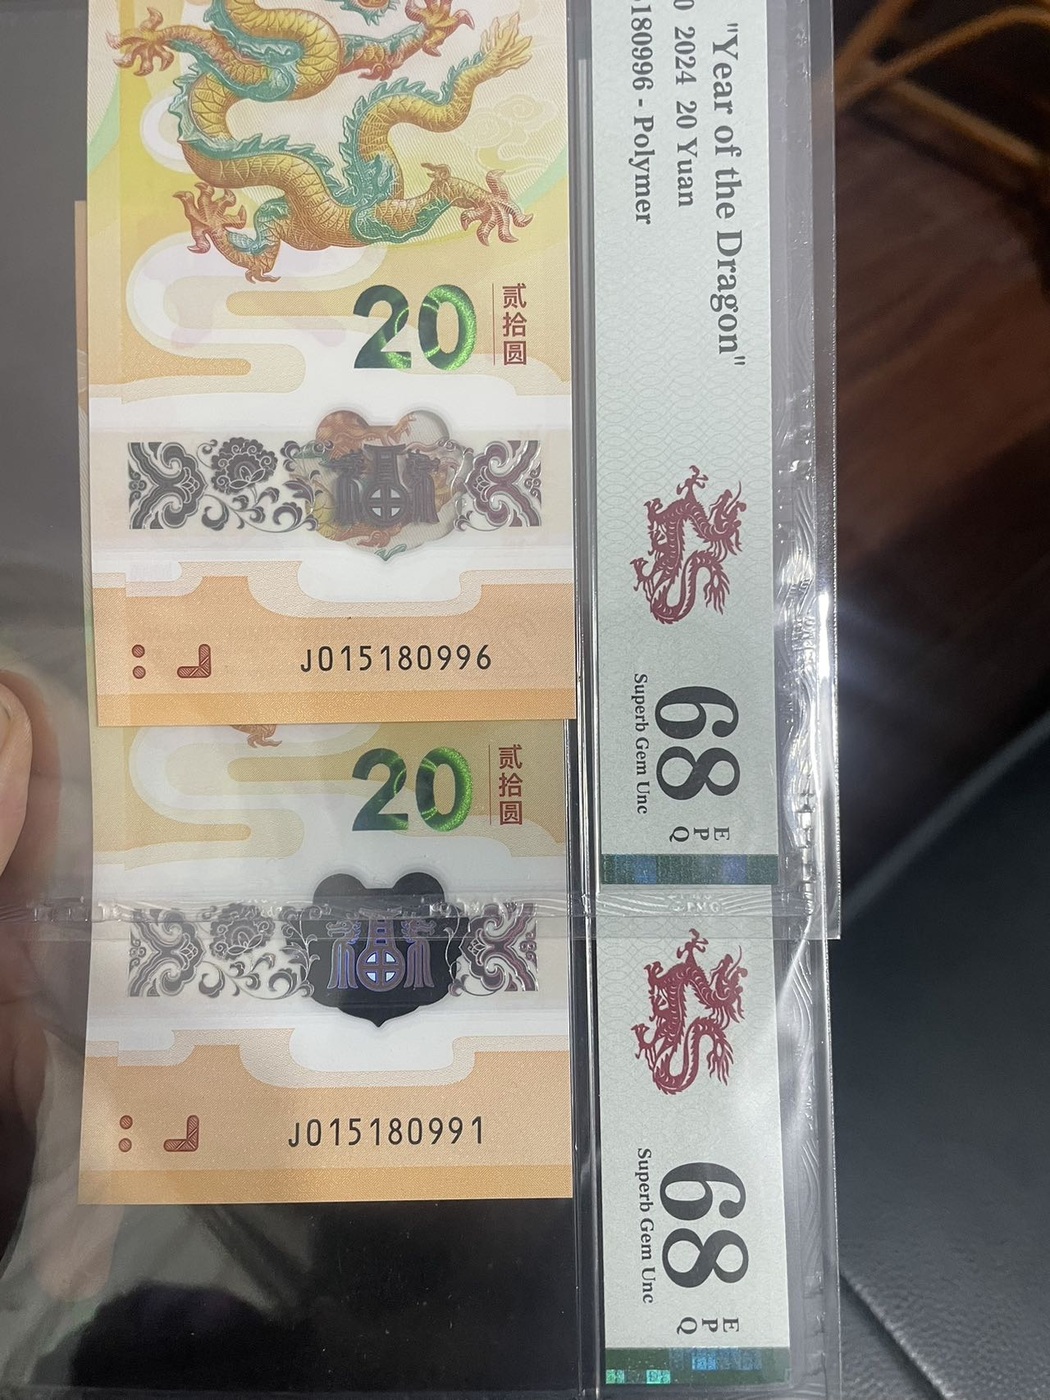 20
贰拾圆
J015180996
20
贰拾圆
J015180991
"Year of the Dragon"
2024 20 Yuan
180996 - Polymer
68
EPQ
Superb Gem Unc
68
EPQ
Superb Gem Unc